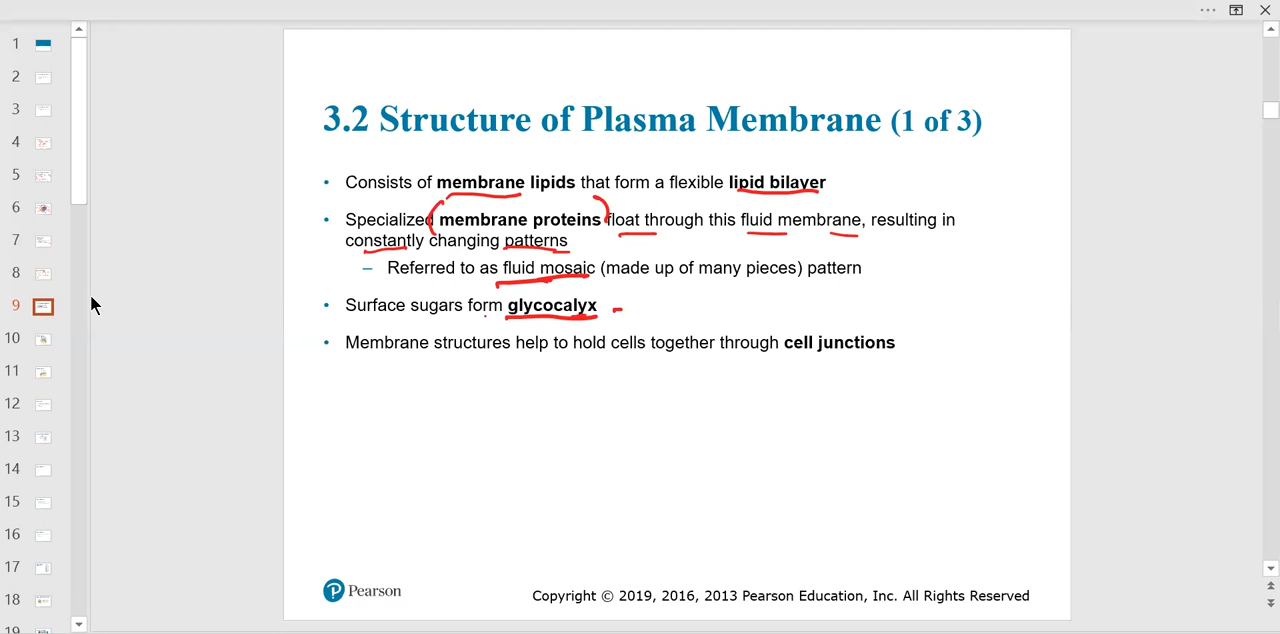 1
2
3
4
5
6
7
8
9
10
11
12
13
14
15
16
17
18
19
3.2 Structure of Plasma Membrane (1 of 3)
• Consists of membrane lipids that form a flexible lipid bilayer
• Specialized membrane proteins float through this fluid membrane, resulting in
constantly changing patterns
– Referred to as fluid mosaic (made up of many pieces) pattern
• Surface sugars form glycocalyx
• Membrane structures help to hold cells together through cell junctions
Pearson
Copyright © 2019, 2016, 2013 Pearson Education, Inc. All Rights Reserved